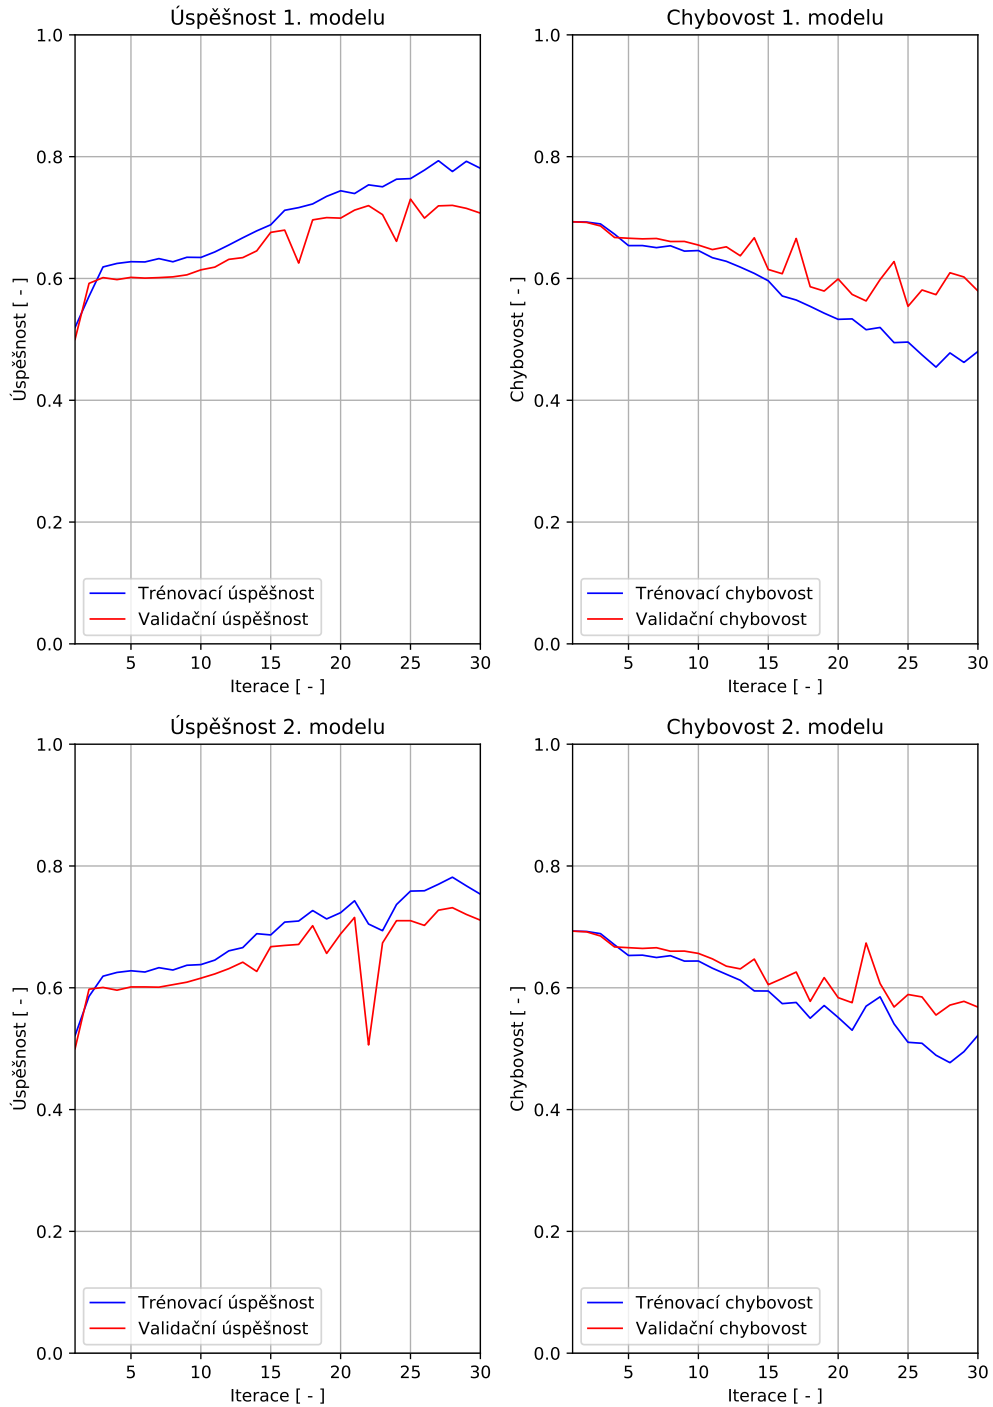 Úspěšnost 1. modelu
1.0
0.8
0.6
0.4
0.2
0.0
Úspěšnost [ - ]
Trénovací úspěšnost
Validační úspěšnost
5 10 15 20 25 30
Iterace [ - ]
Chybovost 1. modelu
1.0
0.8
0.6
0.4
0.2
0.0
Chybovost [ - ]
Trénovací chybovost
Validační chybovost
5 10 15 20 25 30
Iterace [ - ]
Úspěšnost 2. modelu
1.0
0.8
0.6
0.4
0.2
0.0
Úspěšnost [ - ]
Trénovací úspěšnost
Validační úspěšnost
5 10 15 20 25 30
Iterace [ - ]
Chybovost 2. modelu
1.0
0.8
0.6
0.4
0.2
0.0
Chybovost [ - ]
Trénovací chybovost
Validační chybovost
5 10 15 20 25 30
Iterace [ - ]